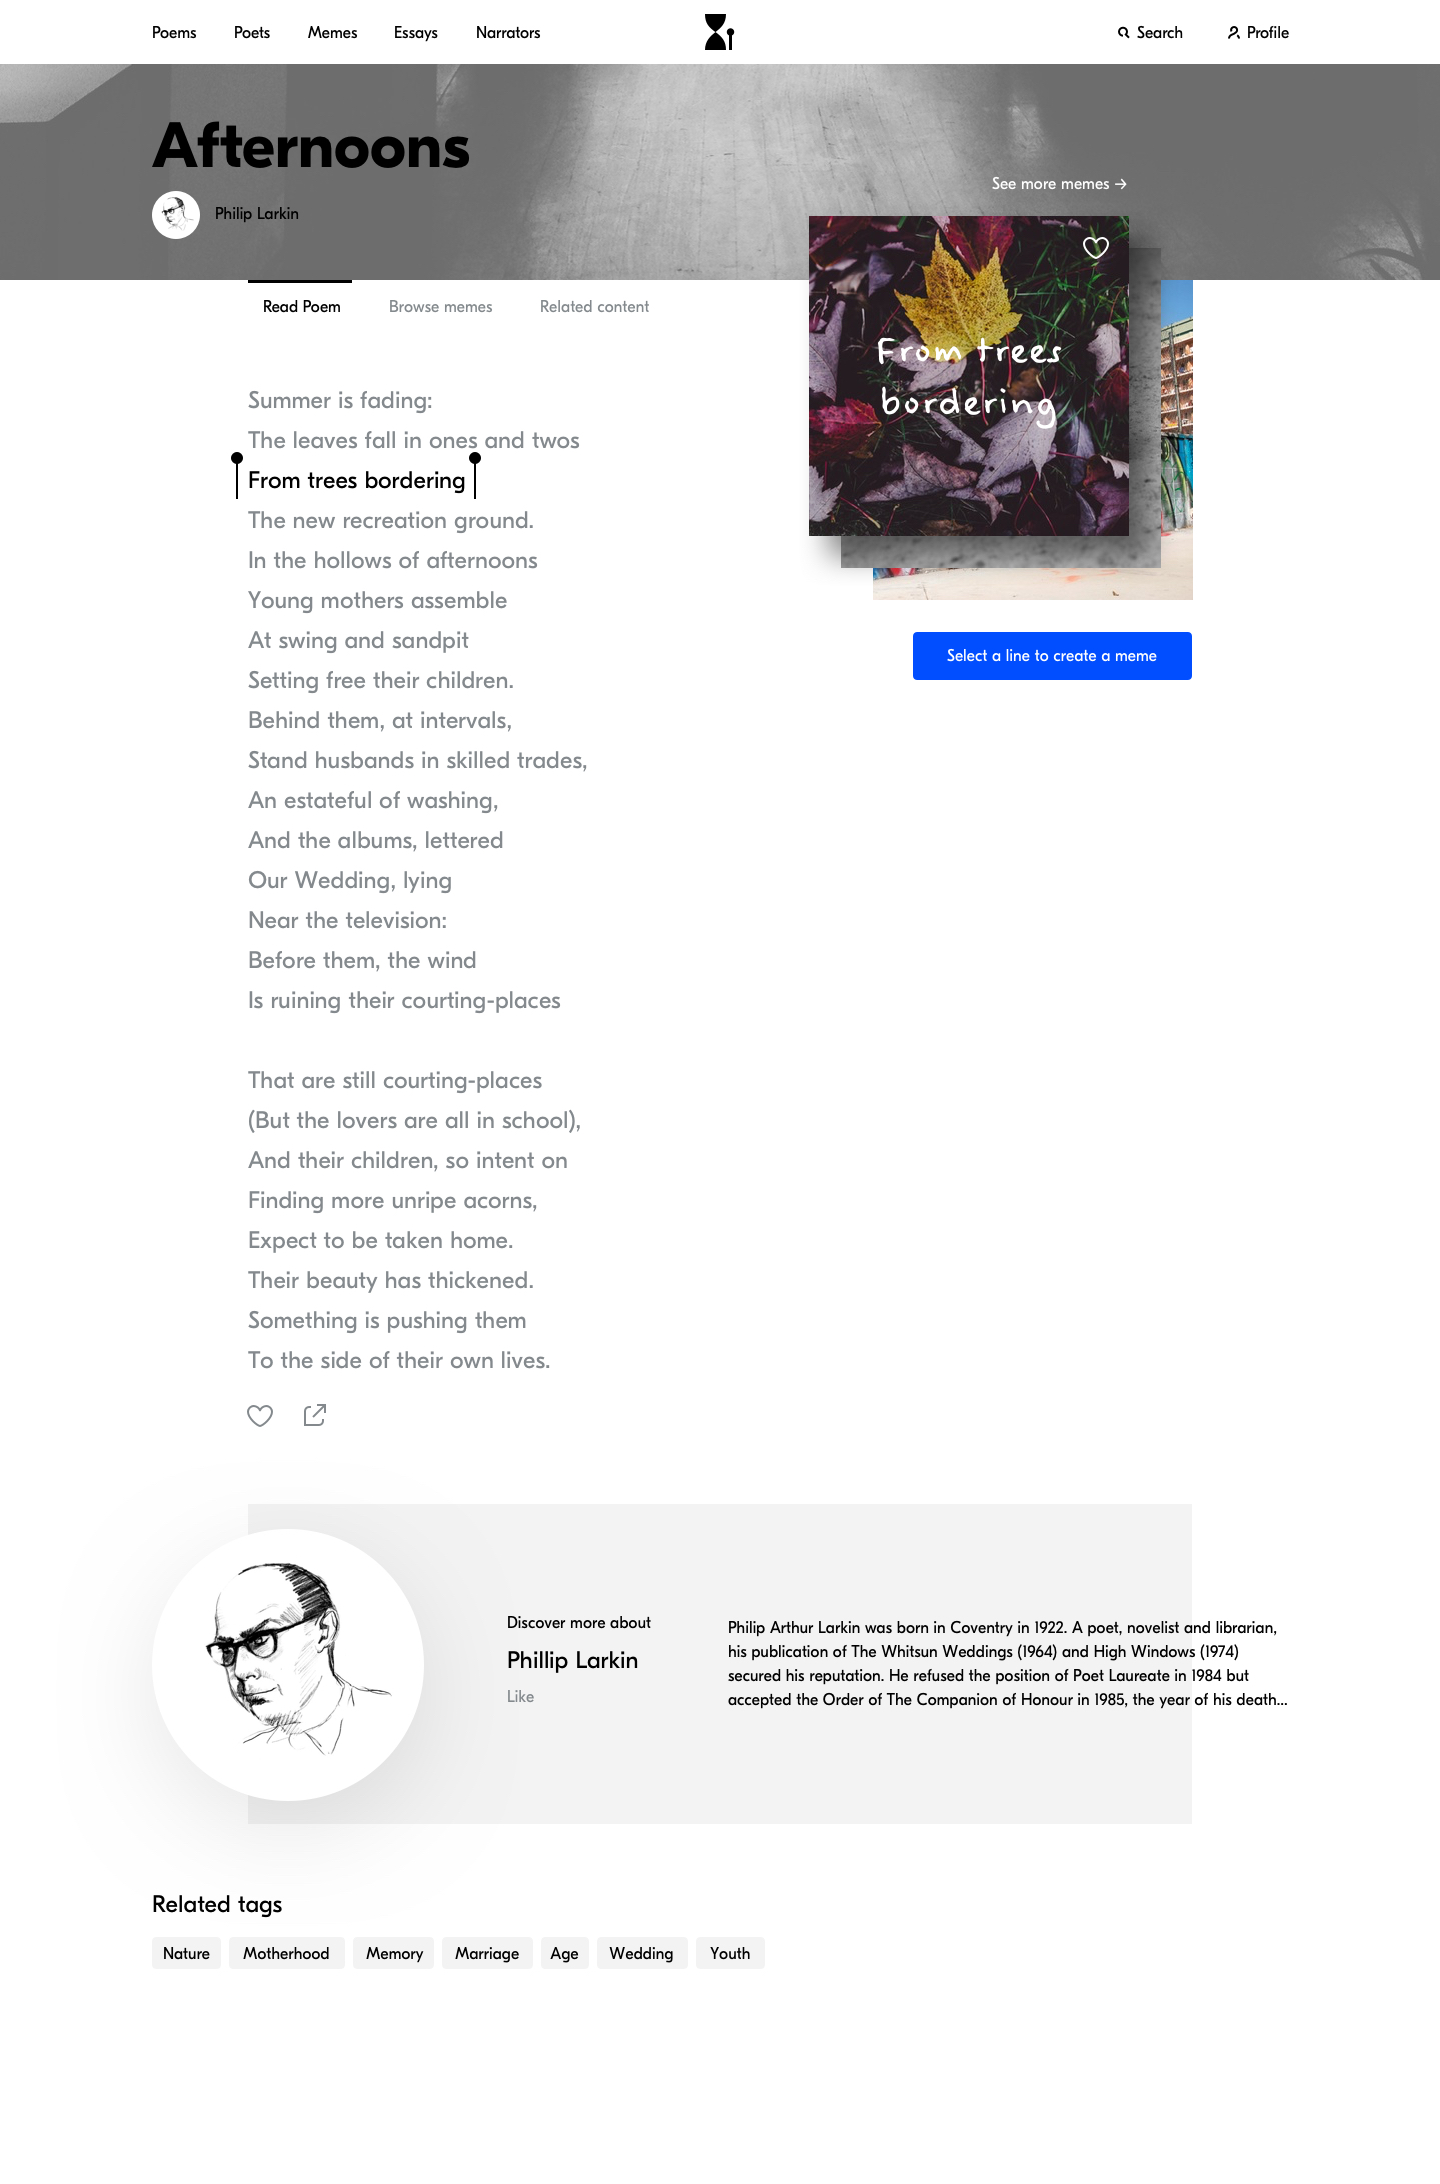 Poems Poets Memes Essays Narrators Search Profile
Afternoons
Philip Larkin
See more memes →
Read Poem Browse memes Related content
From trees
bordering
Select a line to create a meme
Summer is fading:
The leaves fall in ones and twos
From trees bordering
The new recreation ground.
In the hollows of afternoons
Young mothers assemble
At swing and sandpit
Setting free their children.
Behind them, at intervals,
Stand husbands in skilled trades,
An estateful of washing,
And the albums, lettered
Our Wedding, lying
Near the television:
Before them, the wind
Is ruining their courting-places
That are still courting-places
(But the lovers are all in school),
And their children, so intent on
Finding more unripe acorns,
Expect to be taken home.
Their beauty has thickened.
Something is pushing them
To the side of their own lives.
Discover more about
Phillip Larkin
Like
Philip Arthur Larkin was born in Coventry in 1922. A poet, novelist and librarian,
his publication of The Whitsun Weddings (1964) and High Windows (1974)
secured his reputation. He refused the position of Poet Laureate in 1984 but
accepted the Order of The Companion of Honour in 1985, the year of his death...
Related tags
Nature Motherhood Memory Marriage Age Wedding Youth